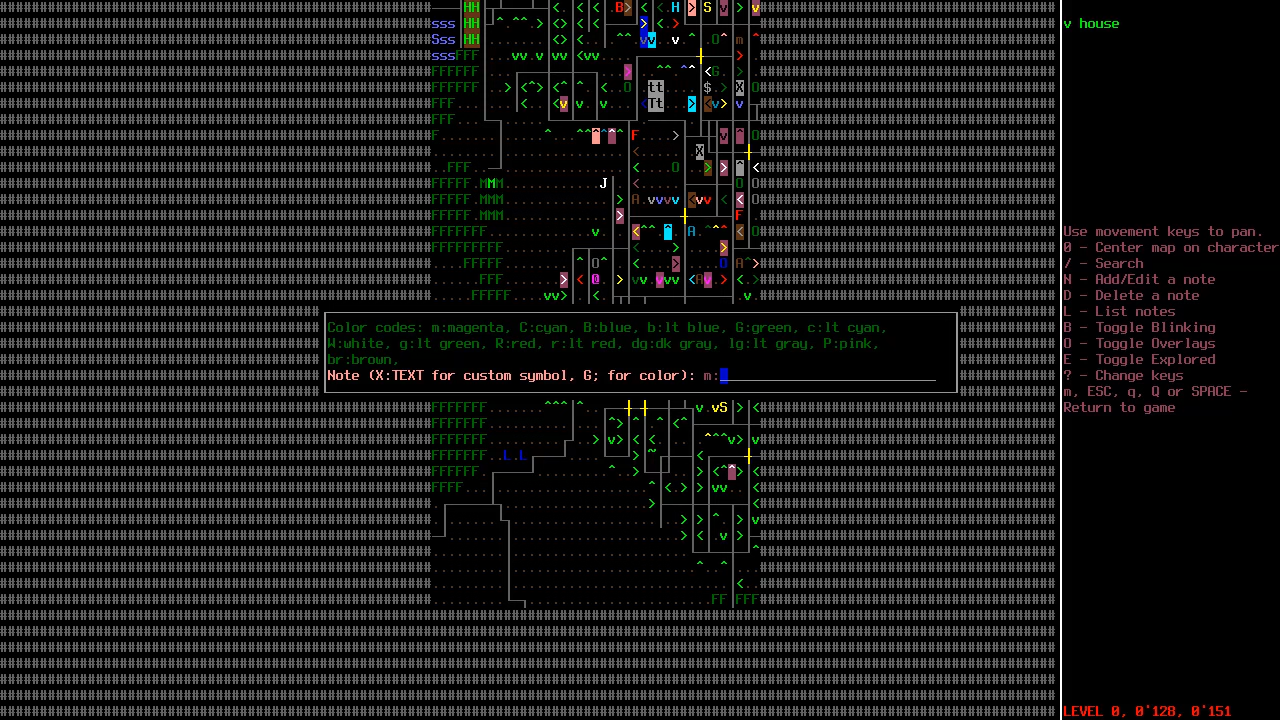 v house
Use movement keys to pan.
0 - Center map on character
/ - Search
N - Add/Edit a note
D - Delete a note
L - List notes
B - Toggle Blinking
O - Toggle Overlays
E - Toggle Explored
? - Change keys
m, ESC, q, Q or SPACE -
Return to game
Color codes: m:magenta, C:cyan, B:blue, b:lt blue, G:green, c:lt cyan,
W:white, g:lt green, R:red, r:lt red, dg:dk gray, lg:lt gray, P:pink,
br:brown,
Note (X:TEXT for custom symbol, G; for color): m:
LEVEL 0, 0'128, 0'151